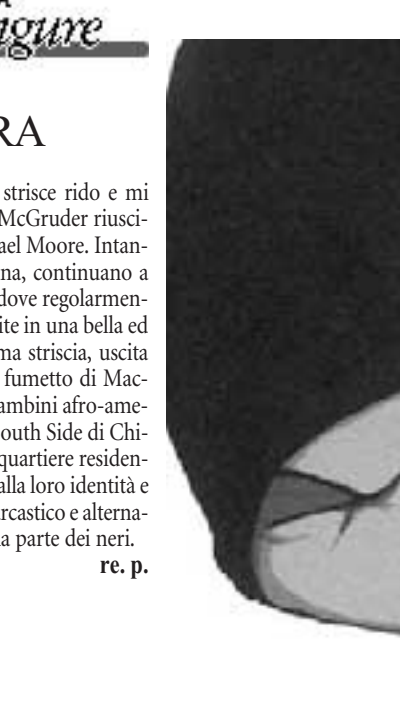 igure
RA
strisce rido e mi
McGruder riusci-
ael Moore. Intan-
na, continuano a
dove regolarmen-
ite in una bella ed
ma striscia, uscita
fumetto di Mac-
ambini afro-ame-
outh Side di Chi-
quartiere residen-
alla loro identità e
rcastico e alterna-
a parte dei neri.
re. p.